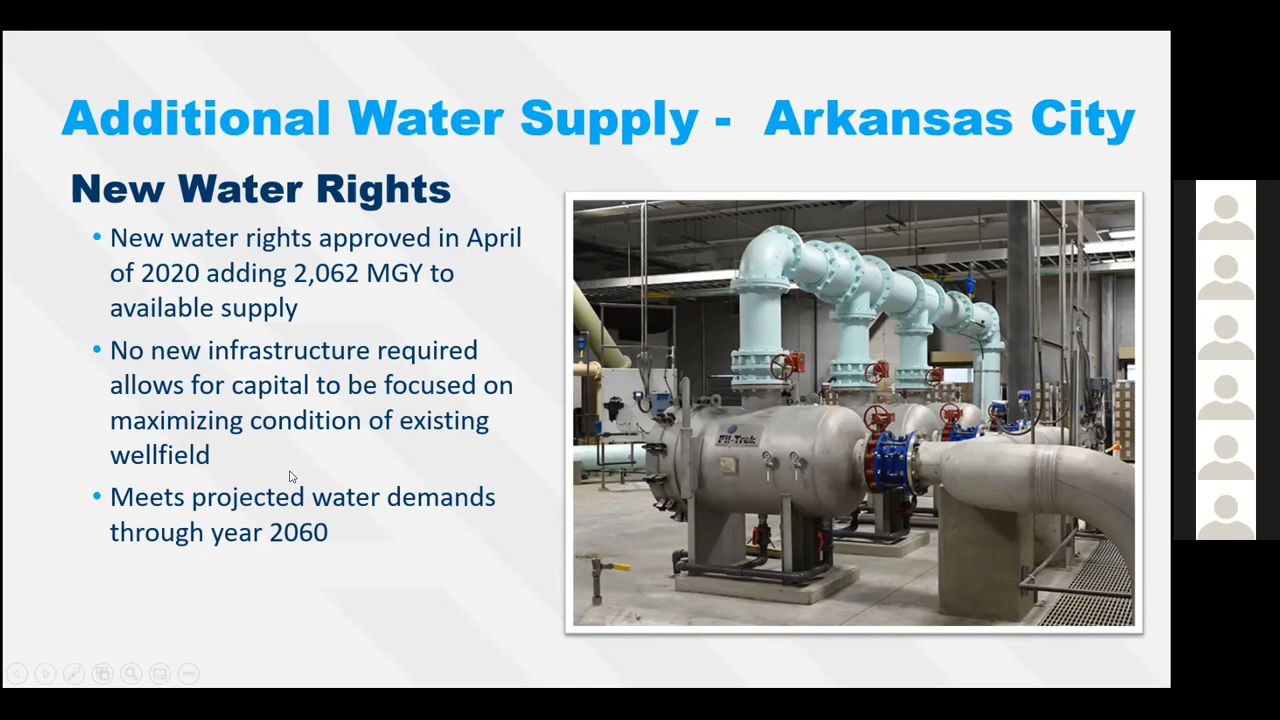 Additional Water Supply - Arkansas City
New Water Rights
• New water rights approved in April
of 2020 adding 2,062 MGY to
available supply
• No new infrastructure required
allows for capital to be focused on
maximizing condition of existing
wellfield
• Meets projected water demands
through year 2060
Fil-Trek